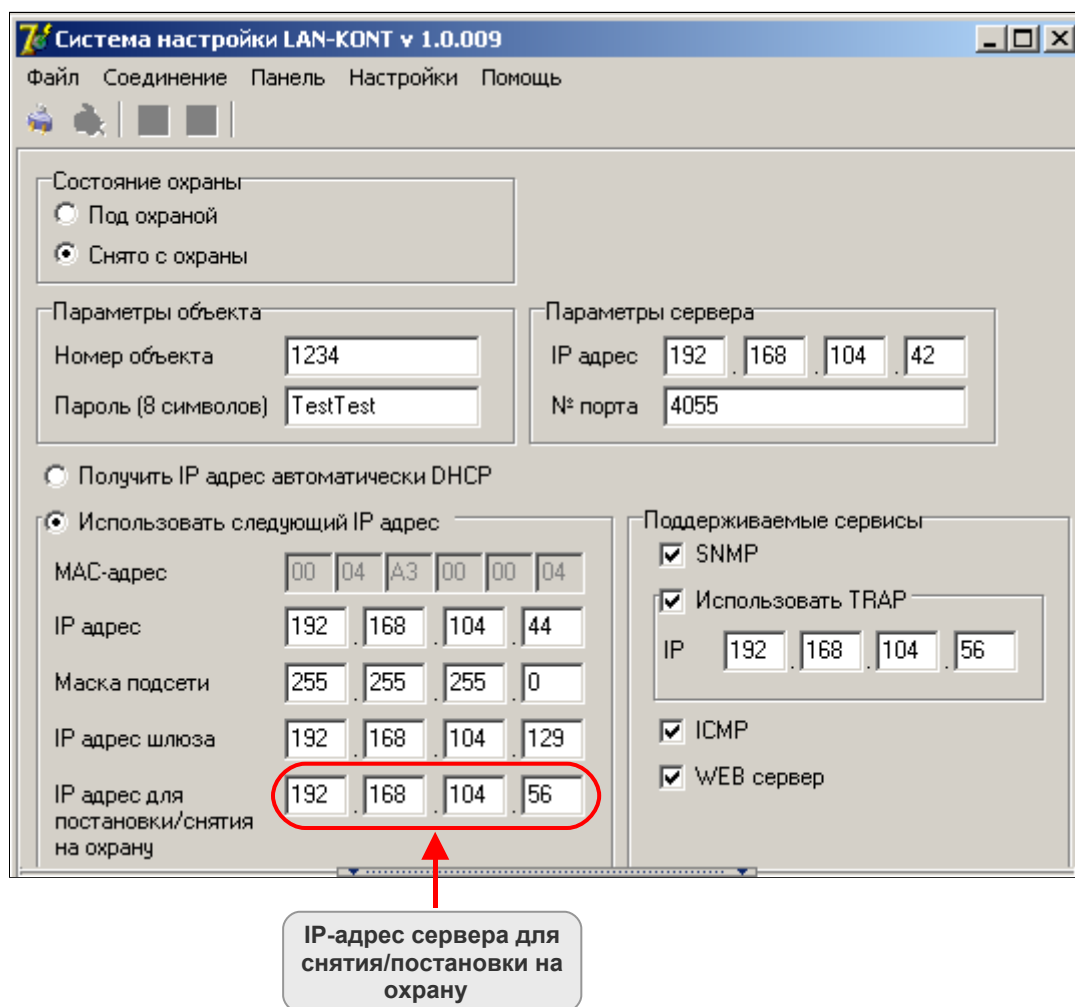 Система настройки LAN-KONT v 1.0.009
Файл Соединение Панель Настройки Помощь
Состояние охраны
Под охраной
Снято с охраны
Параметры объекта
Номер объекта 1234
Пароль (8 символов) TestTest
Параметры сервера
IP адрес 192 . 168 . 104 . 42
№ порта 4055
Получить IP адрес автоматически DHCP
Использовать следующий IP адрес
MAC-адрес 00 04 A3 00 00 04
IP адрес 192 . 168 . 104 . 44
Маска подсети 255 . 255 . 255 . 0
IP адрес шлюза 192 . 168 . 104 . 129
IP адрес для 192 . 168 . 104 . 56
постановки/снятия
на охрану
Поддерживаемые сервисы
SNMP
Использовать TRAP
IP 192 . 168 . 104 . 56
ICMP
WEB сервер
IP-адрес сервера для
снятия/постановки на
охрану